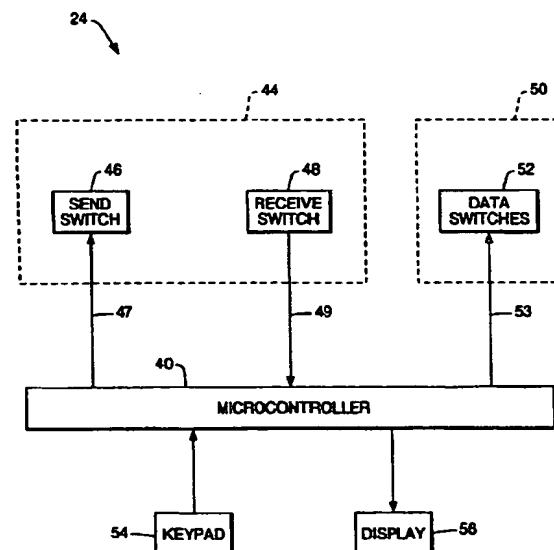 24
44
50
46
48
52
SEND
SWITCH
RECEIVE
SWITCH
DATA
SWITCHES
47
49
53
40
MICROCONTROLLER
54
KEYPAD
DISPLAY
56